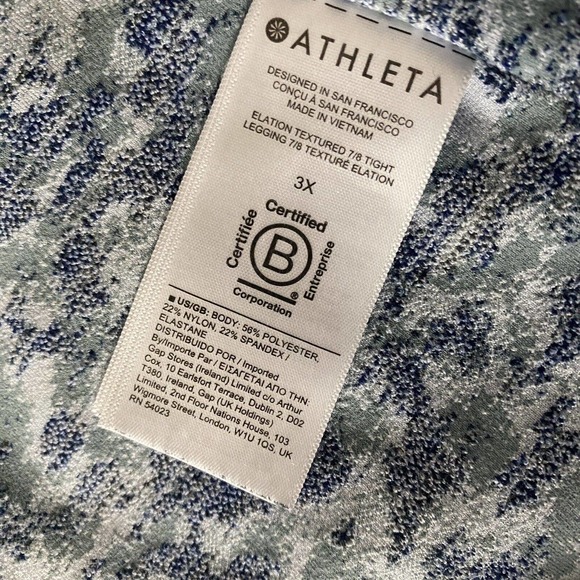 ATHLETA
DESIGNED IN SAN FRANCISCO
CONÇU À SAN FRANCISCO
MADE IN VIETNAM
ELATION TEXTURED 7/8 TIGHT
LEGGING 7/8 TEXTURÉ ELATION
3X
Certifiée
Certified
B
®
Corporation
Entreprise
■ US/GB: BODY: 56% POLYESTER,
22% NYLON, 22% SPANDEX /
ELASTANE
DISTRIBUIDO POR / Imported
By/Importe Par / ΕΙΣΑΓΕΤΑΙ ΑΠΟ ΤΗΝ:
Gap Stores (Ireland) Limited c/o Arthur
Cox, 10 Earlsfort Terrace, Dublin 2, D02
T380, Ireland, Gap (UK Holdings)
Limited, 2nd Floor Nations House, 103
Wigmore Street, London, W1U 1QS, UK
RN 54023